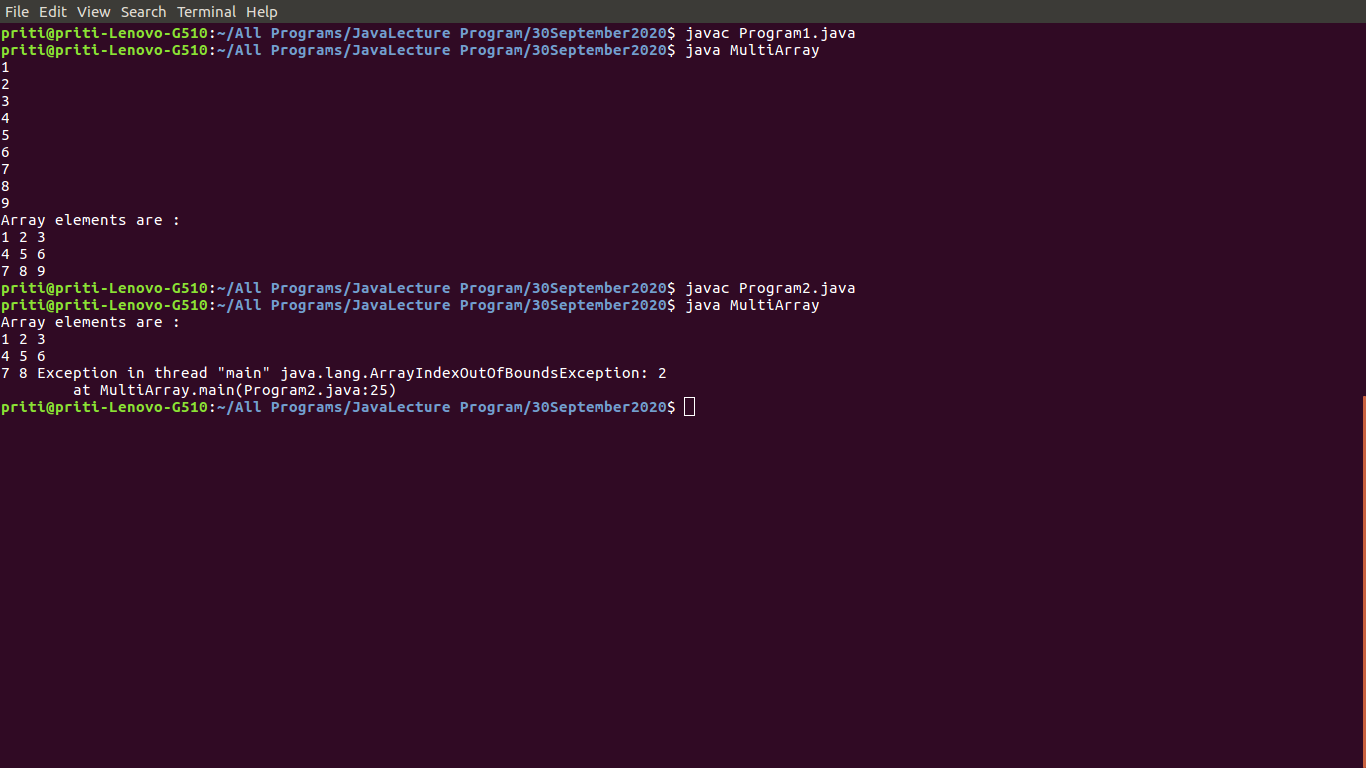 File Edit View Search Terminal Help
priti@priti-Lenovo-G510:~/All Programs/JavaLecture Program/30September2020$ javac Program1.java
priti@priti-Lenovo-G510:~/All Programs/JavaLecture Program/30September2020$ java MultiArray
1
2
3
4
5
6
7
8
9
Array elements are :
1 2 3
4 5 6
7 8 9
priti@priti-Lenovo-G510:~/All Programs/JavaLecture Program/30September2020$ javac Program2.java
priti@priti-Lenovo-G510:~/All Programs/JavaLecture Program/30September2020$ java MultiArray
Array elements are :
1 2 3
4 5 6
7 8 Exception in thread "main" java.lang.ArrayIndexOutOfBoundsException: 2
        at MultiArray.main(Program2.java:25)
priti@priti-Lenovo-G510:~/All Programs/JavaLecture Program/30September2020$